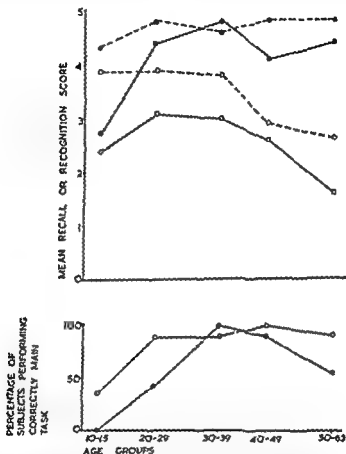 MEAN RECALL OR RECOGNITION SCORE
5
4
3
2
1
0
PERCENTAGE OF
SUBJECTS PERFORMING
CORRECTLY MAIN
TASK
100
50
0
10-15
20-29
30-39
40-49
50-63
AGE GROUPS